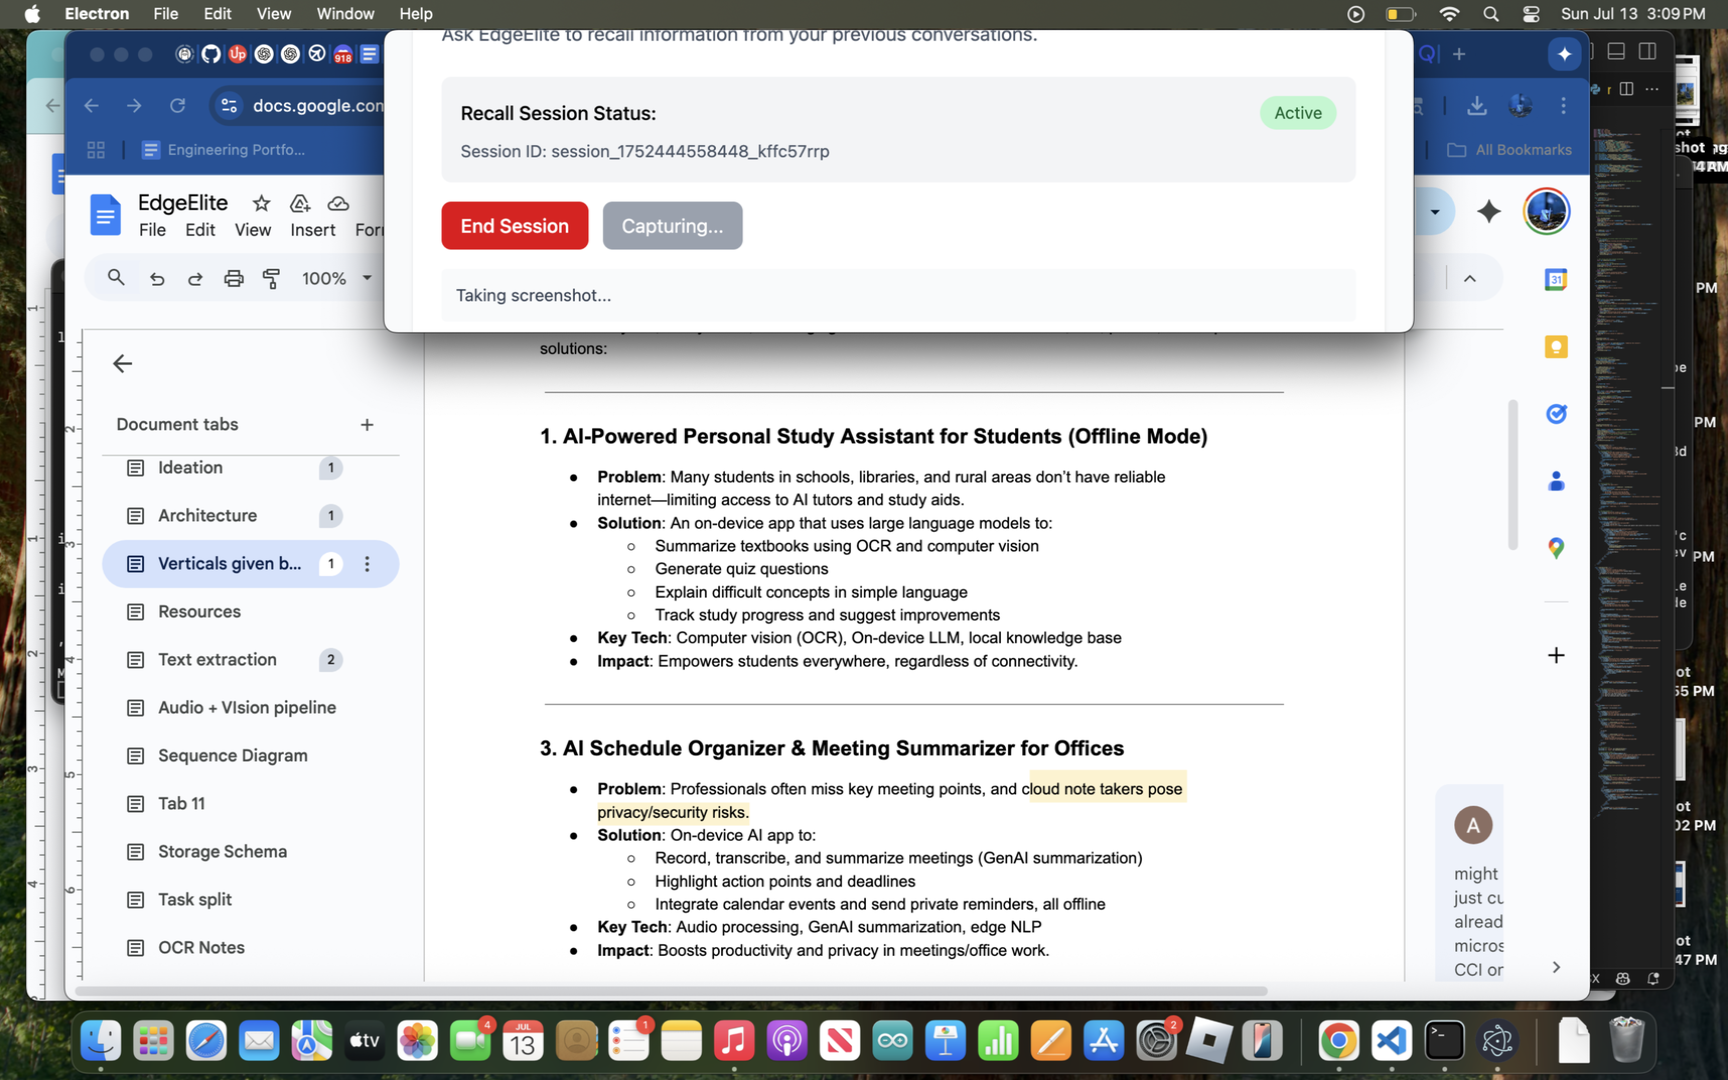 Electron File Edit View Window Help
Sun Jul 13 3:09 PM
Ask EdgeElite to recall information from your previous conversations.
Recall Session Status:
Active
Session ID: session_1752444558448_kffc57rrp
End Session
Capturing...
Taking screenshot...
Up
918
docs.google.com
Engineering Portfo...
All Bookmarks
EdgeElite
File Edit View Insert For
100%
31
Document tabs
Ideation 1
Architecture 1
Verticals given b... 1
Resources
Text extraction 2
Audio + VIsion pipeline
Sequence Diagram
Tab 11
Storage Schema
Task split
OCR Notes
solutions:
1. AI-Powered Personal Study Assistant for Students (Offline Mode)
● Problem: Many students in schools, libraries, and rural areas don’t have reliable
internet—limiting access to AI tutors and study aids.
● Solution: An on-device app that uses large language models to:
○ Summarize textbooks using OCR and computer vision
○ Generate quiz questions
○ Explain difficult concepts in simple language
○ Track study progress and suggest improvements
● Key Tech: Computer vision (OCR), On-device LLM, local knowledge base
● Impact: Empowers students everywhere, regardless of connectivity.
3. AI Schedule Organizer & Meeting Summarizer for Offices
● Problem: Professionals often miss key meeting points, and cloud note takers pose
privacy/security risks.
● Solution: On-device AI app to:
○ Record, transcribe, and summarize meetings (GenAI summarization)
○ Highlight action points and deadlines
○ Integrate calendar events and send private reminders, all offline
● Key Tech: Audio processing, GenAI summarization, edge NLP
● Impact: Boosts productivity and privacy in meetings/office work.
A
might
just cu
alread
micros
CCI or
4
JUL
13
1
2
tv